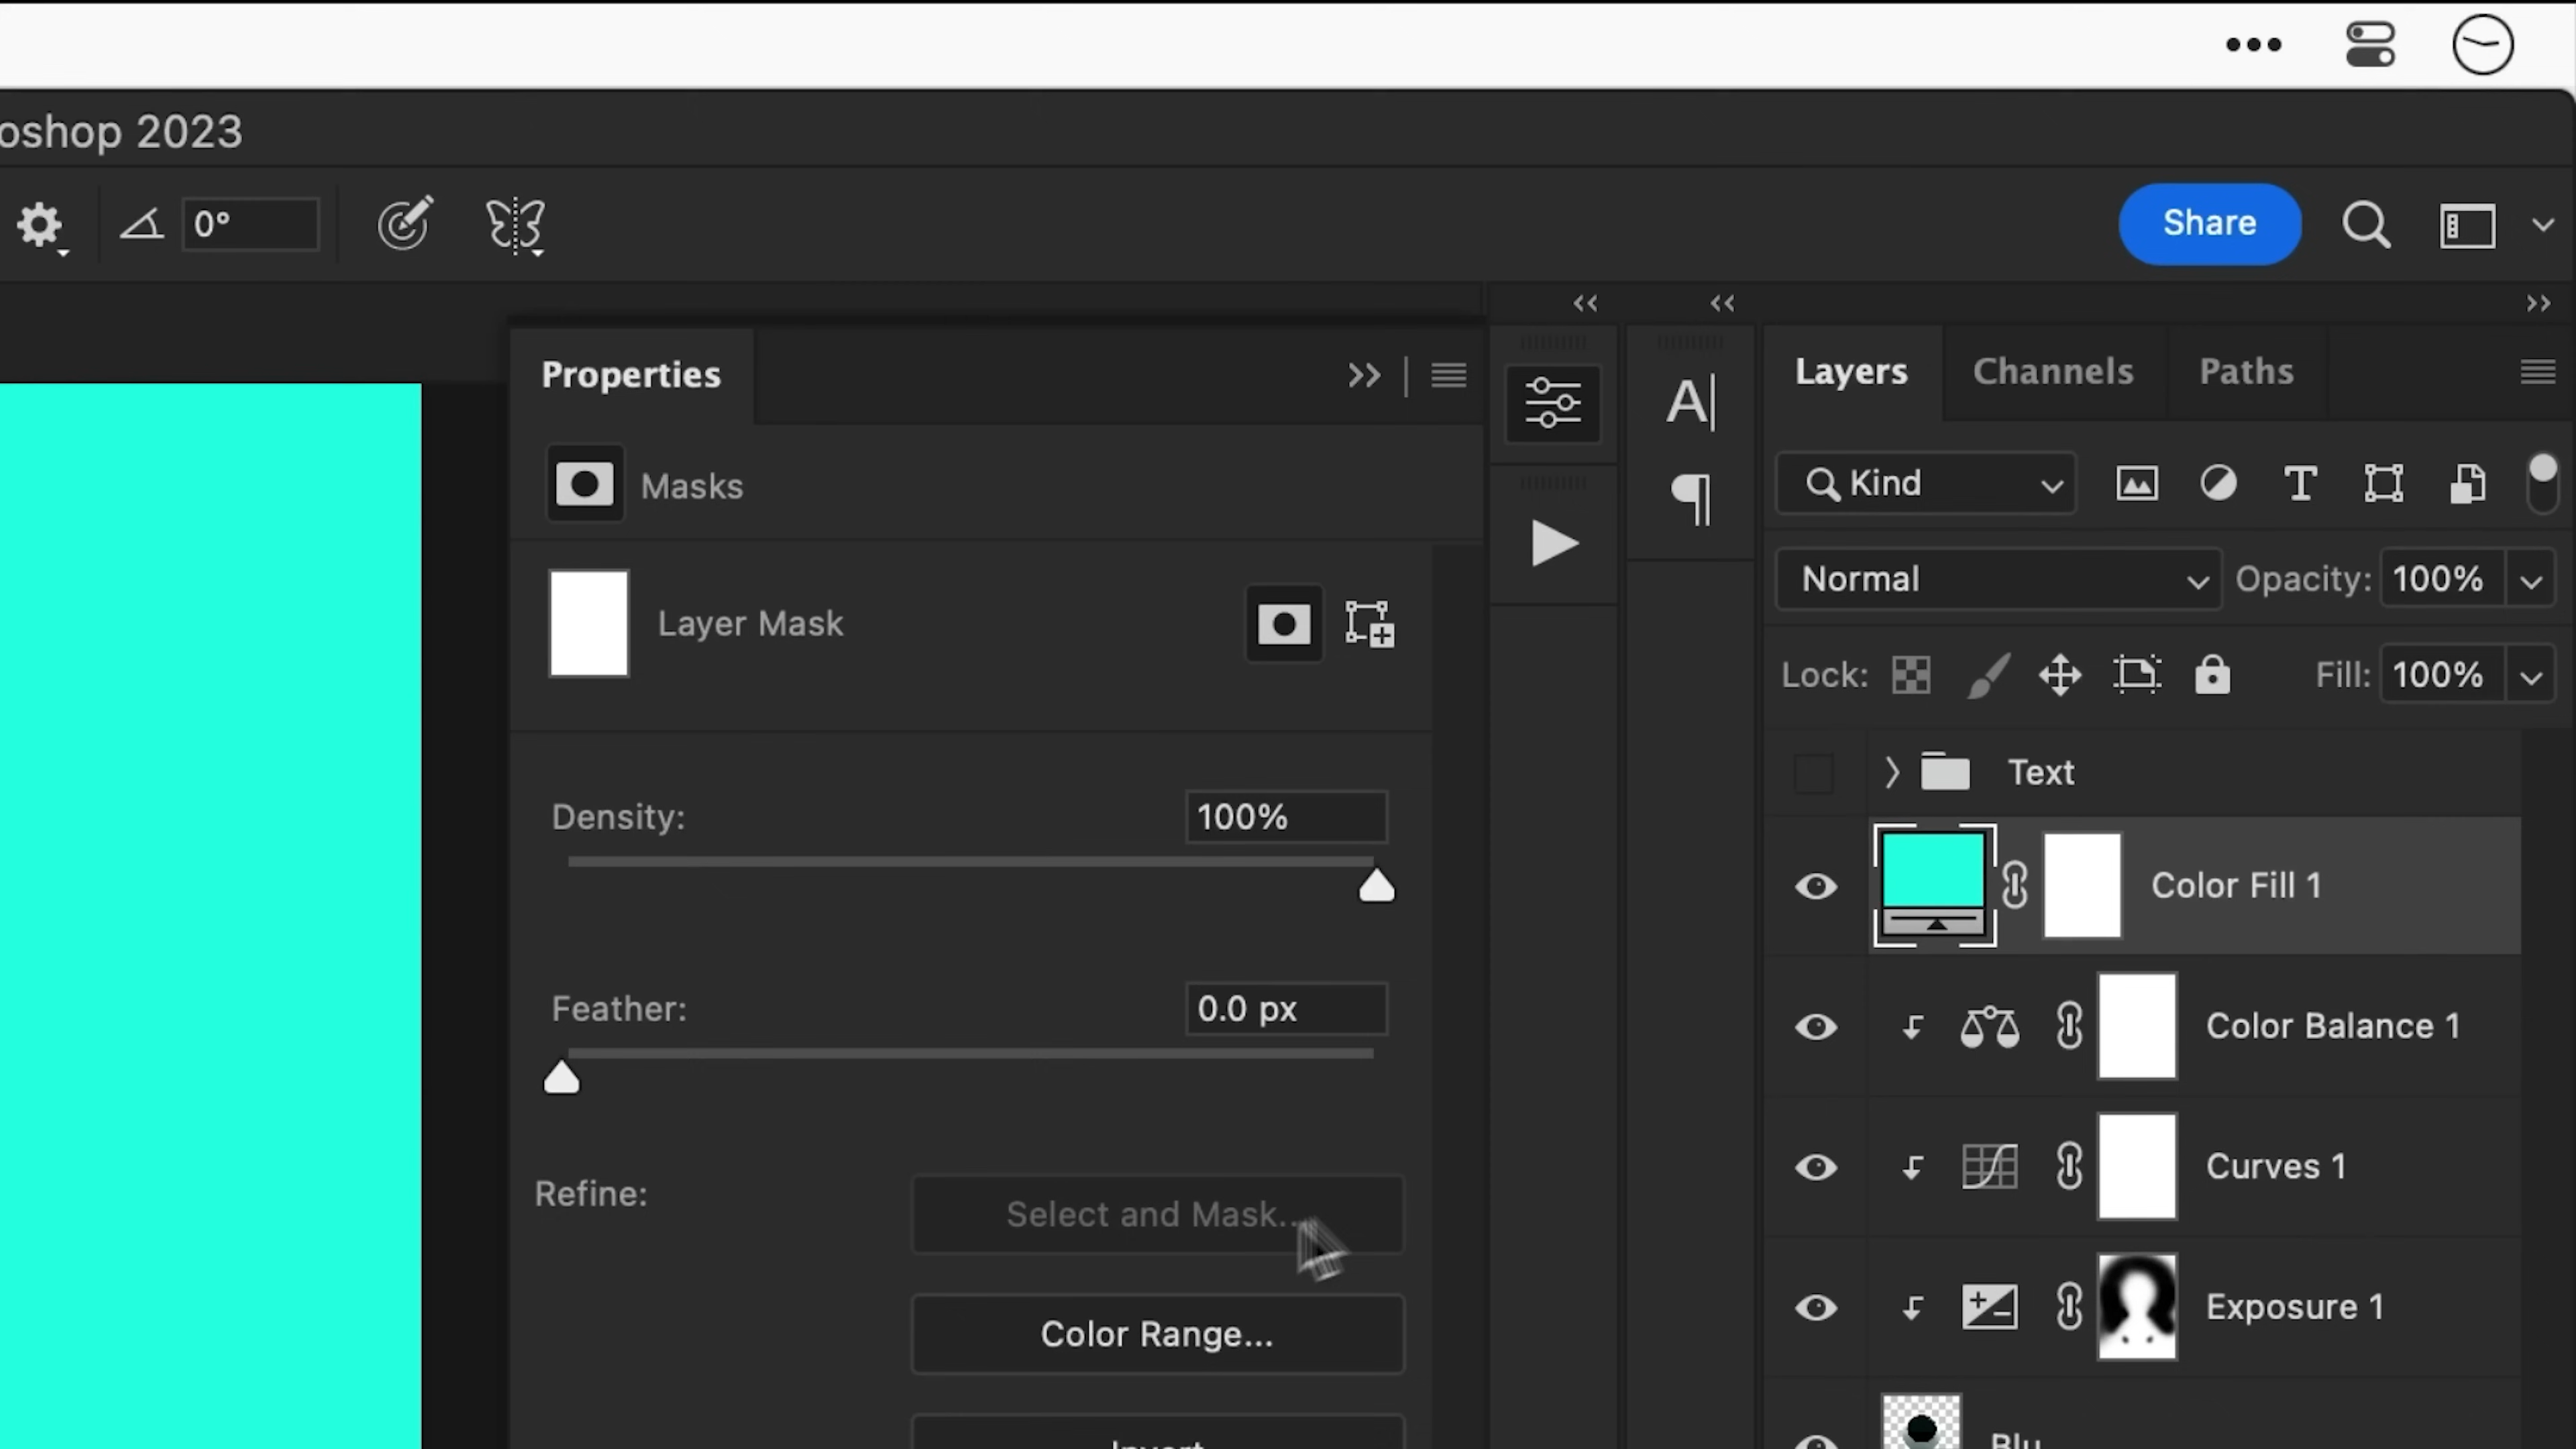 oshop 2023
0°
Share
Properties
Masks
Layer Mask
Density:
100%
Feather:
0.0 px
Refine:
Select and Mask...
Color Range...
Layers
Channels
Paths
Kind
Normal
Opacity:
100%
Lock:
Fill:
100%
Text
Color Fill 1
Color Balance 1
Curves 1
Exposure 1